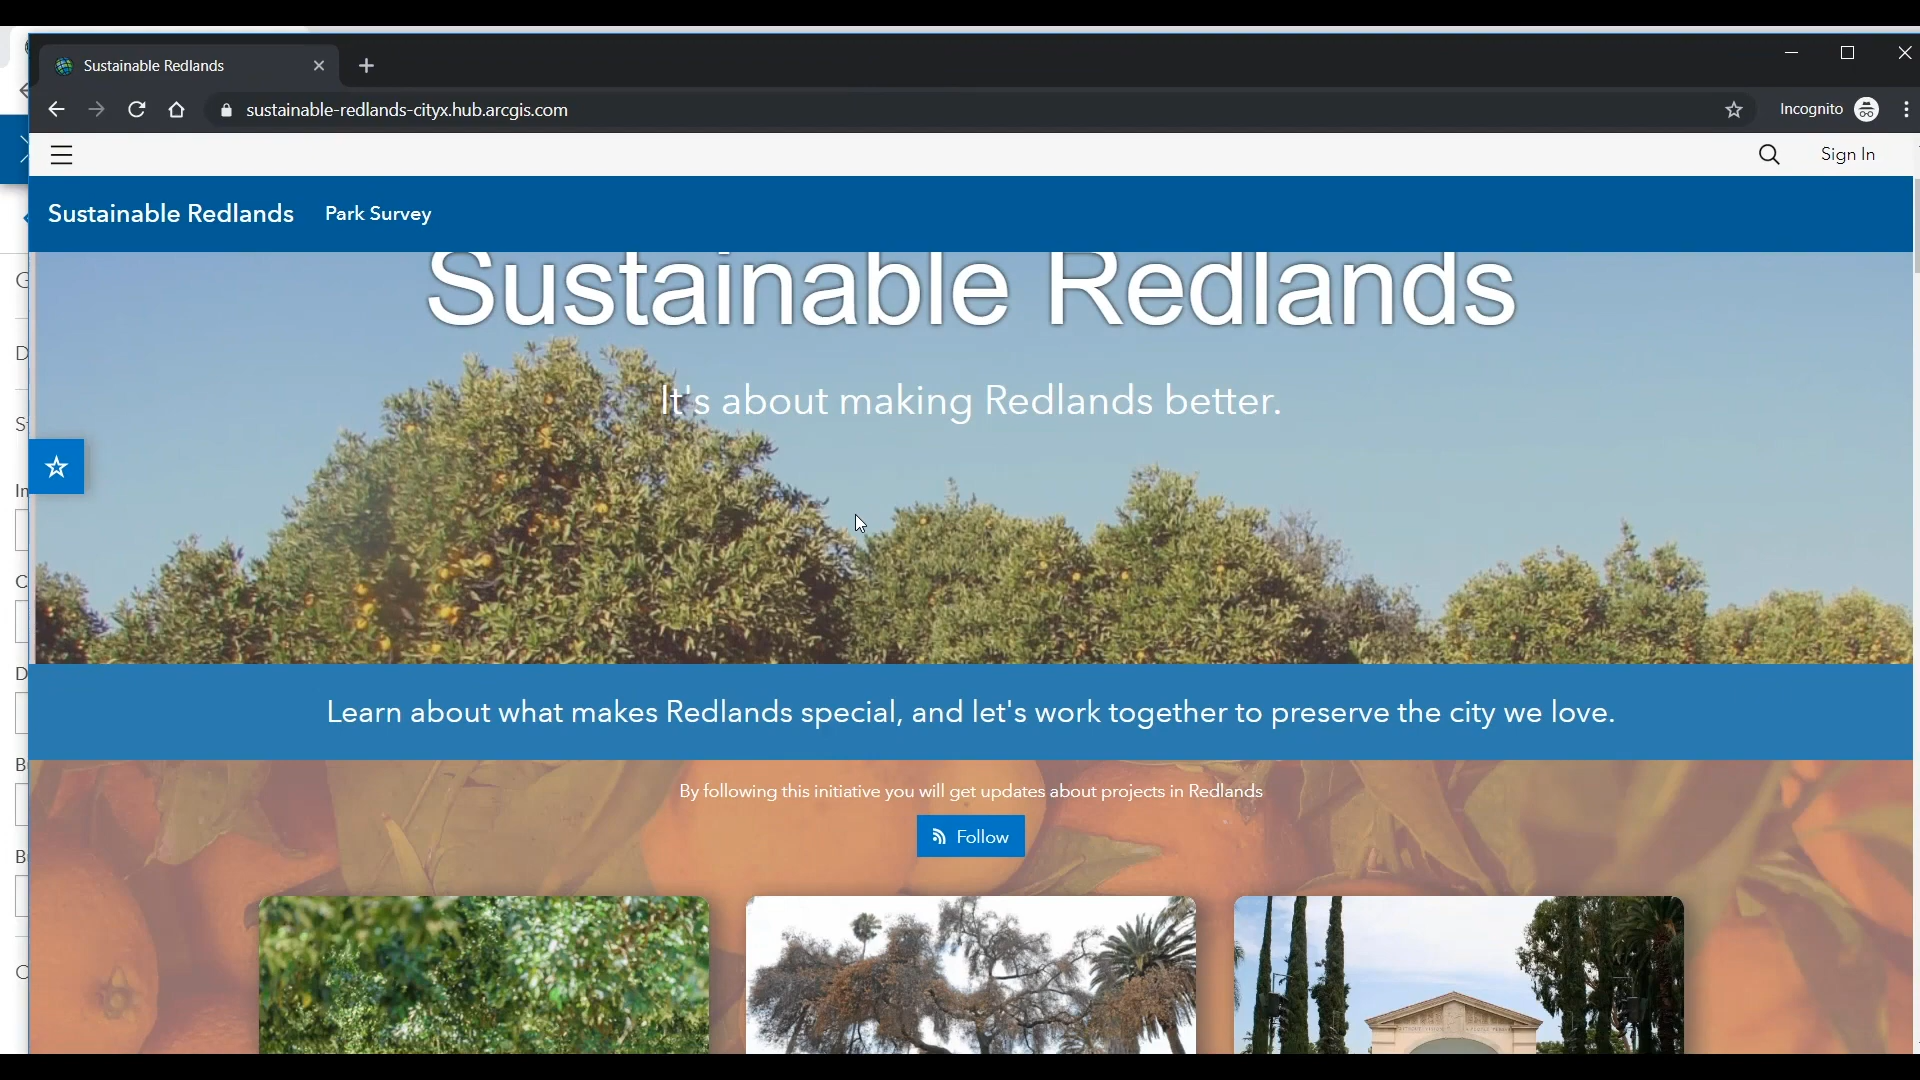 Sustainable Redlands
sustainable-redlands-cityx.hub.arcgis.com
Incognito
Sign In
Sustainable Redlands Park Survey
Sustainable Redlands
It's about making Redlands better.
Learn about what makes Redlands special, and let's work together to preserve the city we love.
By following this initiative you will get updates about projects in Redlands
Follow